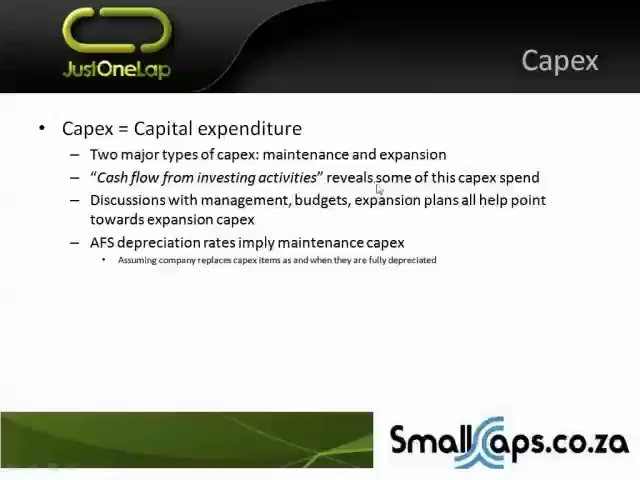 JustOneLap
Capex
• Capex = Capital expenditure
– Two major types of capex: maintenance and expansion
– “Cash flow from investing activities” reveals some of this capex spend
– Discussions with management, budgets, expansion plans all help point
towards expansion capex
– AFS depreciation rates imply maintenance capex
• Assuming company replaces capex items as and when they are fully depreciated
SmallCaps.co.za